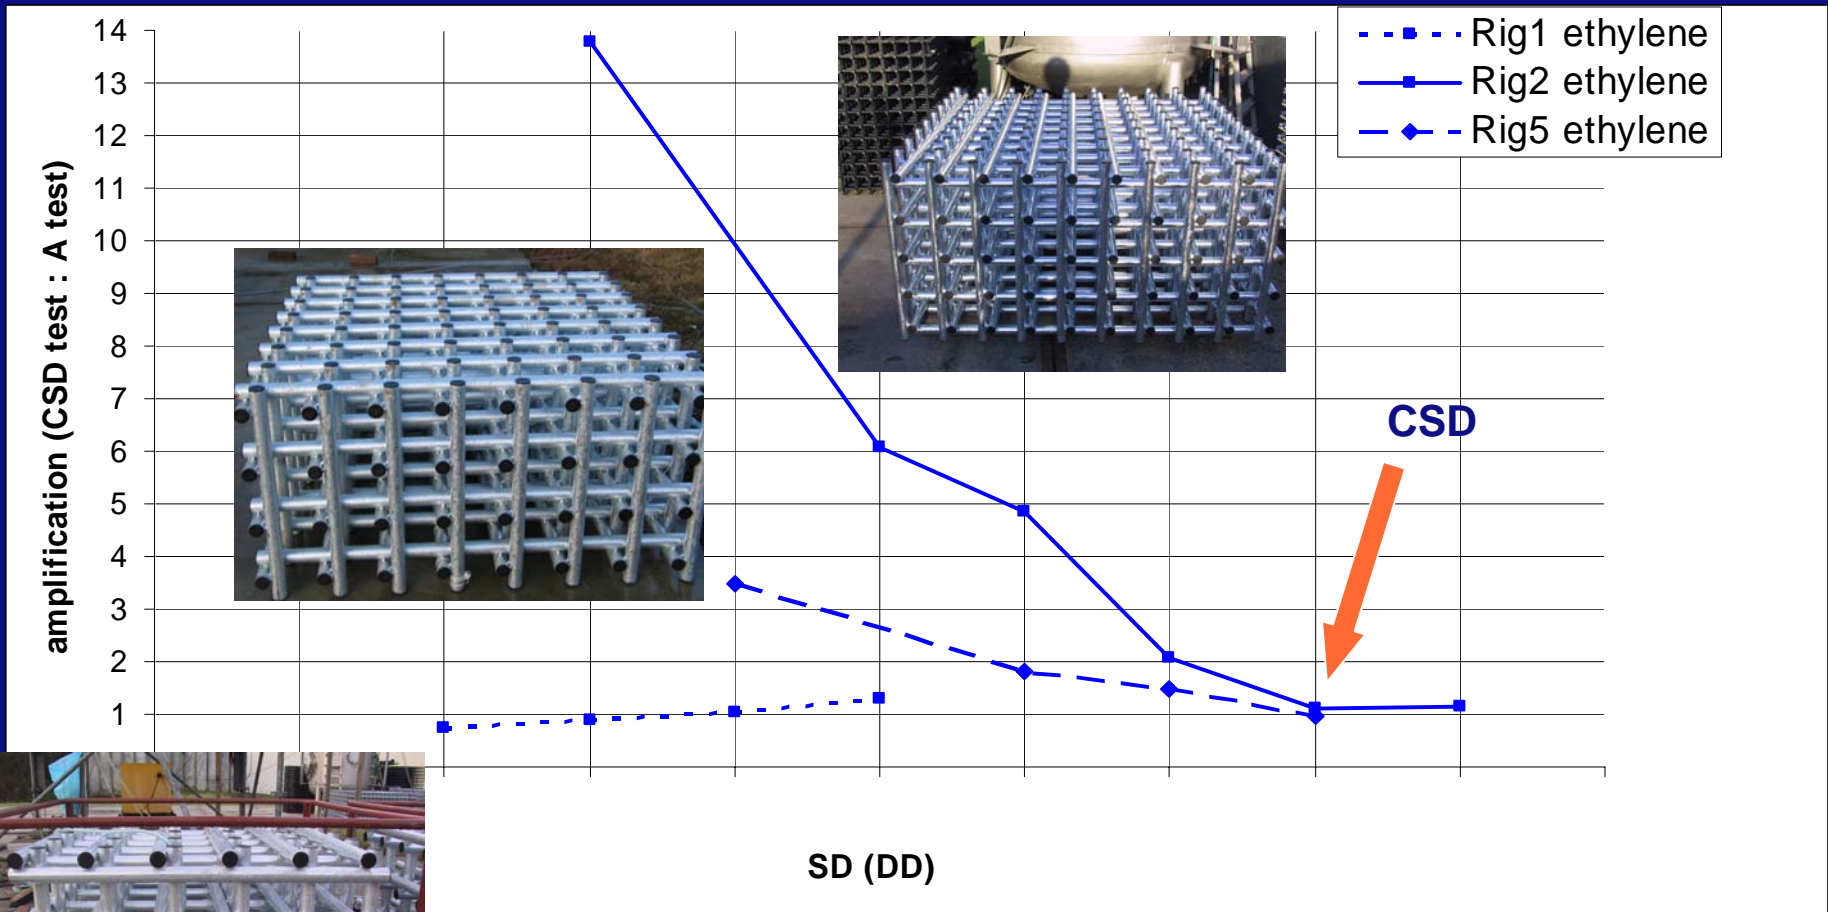 14
13
12
11
10
9
8
7
6
5
4
3
2
1
amplification (CSD test : A test)
Rig1 ethylene
Rig2 ethylene
Rig5 ethylene
CSD
SD (DD)